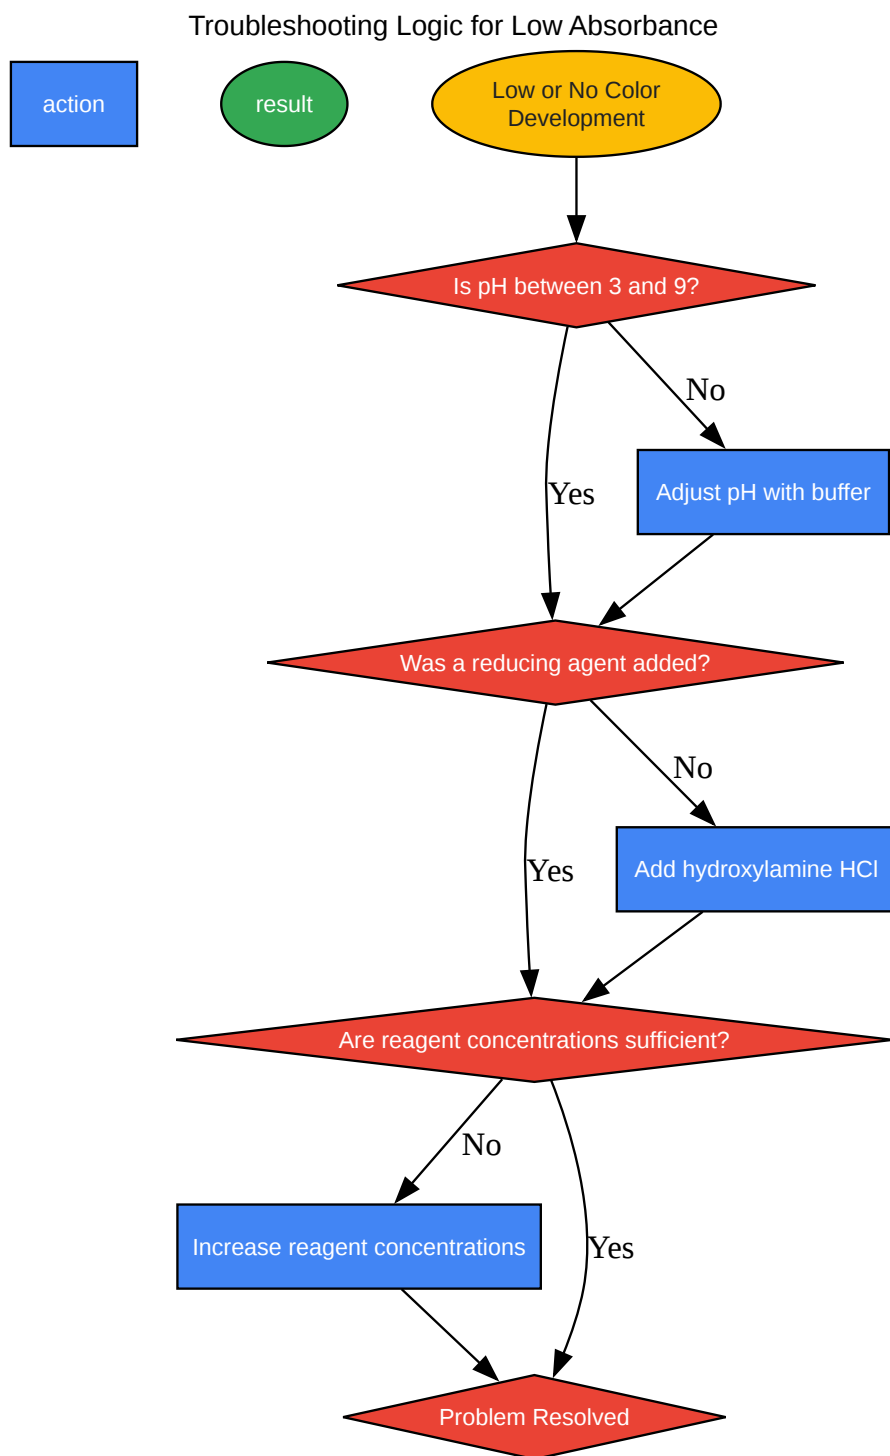 Troubleshooting Logic for Low Absorbance
action
result
Low or No Color
Development
Is pH between 3 and 9?
No
Yes
Adjust pH with buffer
Was a reducing agent added?
No
Yes
Add hydroxylamine HCl
Are reagent concentrations sufficient?
No
Increase reagent concentrations
Yes
Problem Resolved